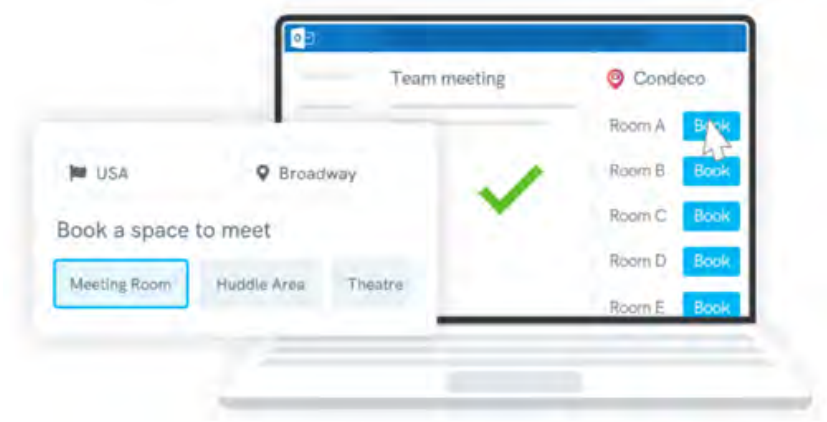 Team meeting
Condeco
Room A Book
USA
Broadway
Room B Book
Book a space to meet
Room C Book
Meeting Room
Huddle Area
Theatre
Room D Book
Room E Book